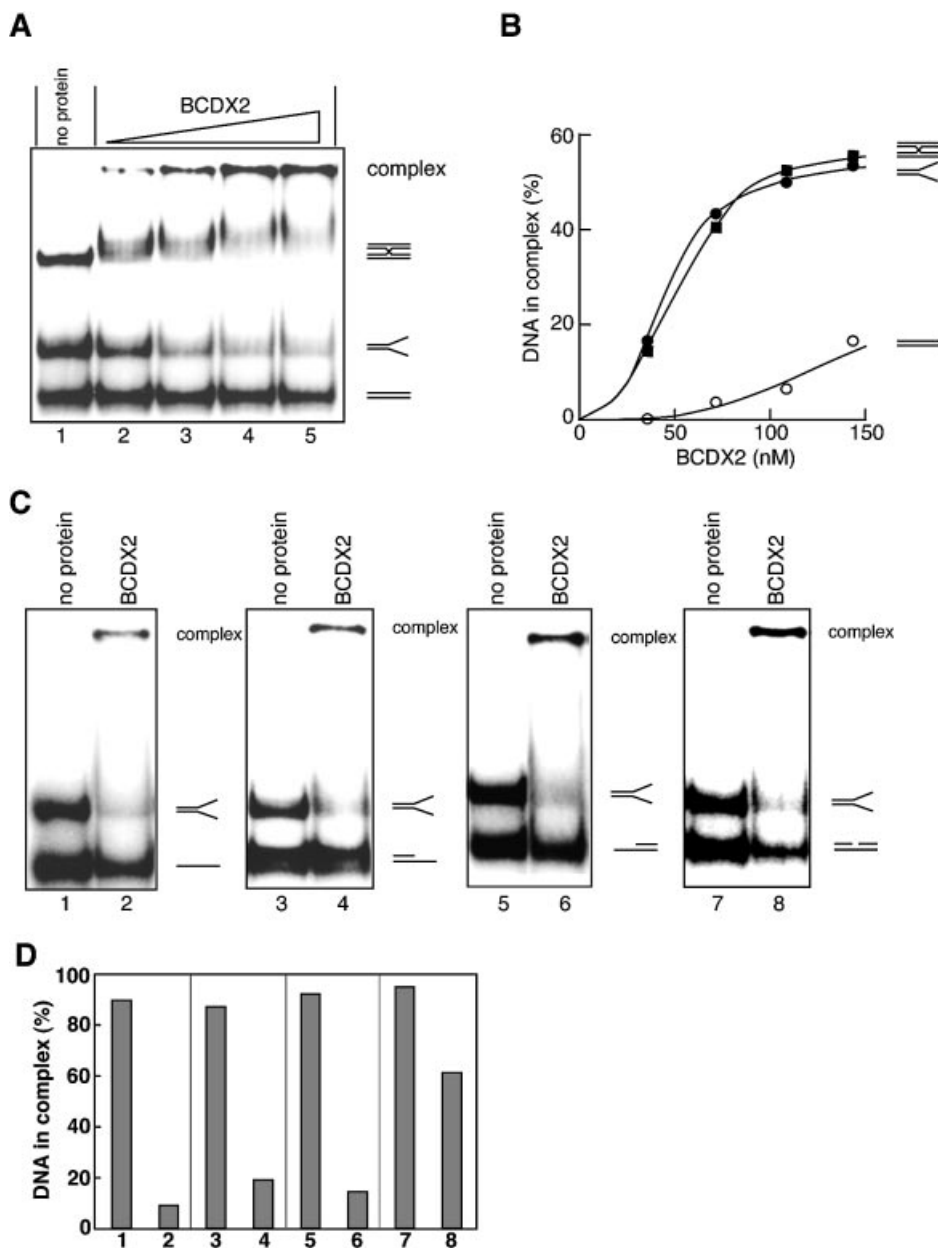 A
no protein
BCDX2
complex
1 2 3 4 5
B
DNA in complex (%)
60
40
20
0
0 50 100 150
BCDX2 (nM)
C
no protein
BCDX2
complex
1 2
no protein
BCDX2
complex
3 4
no protein
BCDX2
complex
5 6
no protein
BCDX2
complex
7 8
D
DNA in complex (%)
100
80
60
40
20
0
1 2 3 4 5 6 7 8